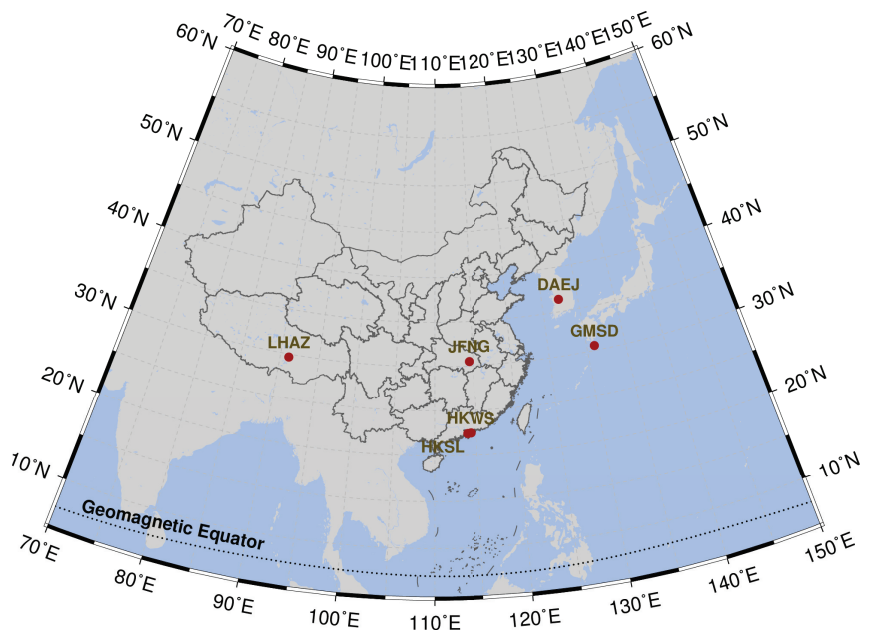 70˚E 80˚E 90˚E 100˚E 110˚E 120˚E 130˚E 140˚E 150˚E
60˚N 60˚N
50˚N 50˚N
40˚N 40˚N
DAEJ
30˚N 30˚N
GMSD
LHAZ JFNG
20˚N 20˚N
HKWS
HKSL
10˚N 10˚N
Geomagnetic Equator
70˚E 80˚E 90˚E 100˚E 110˚E 120˚E 130˚E 140˚E 150˚E